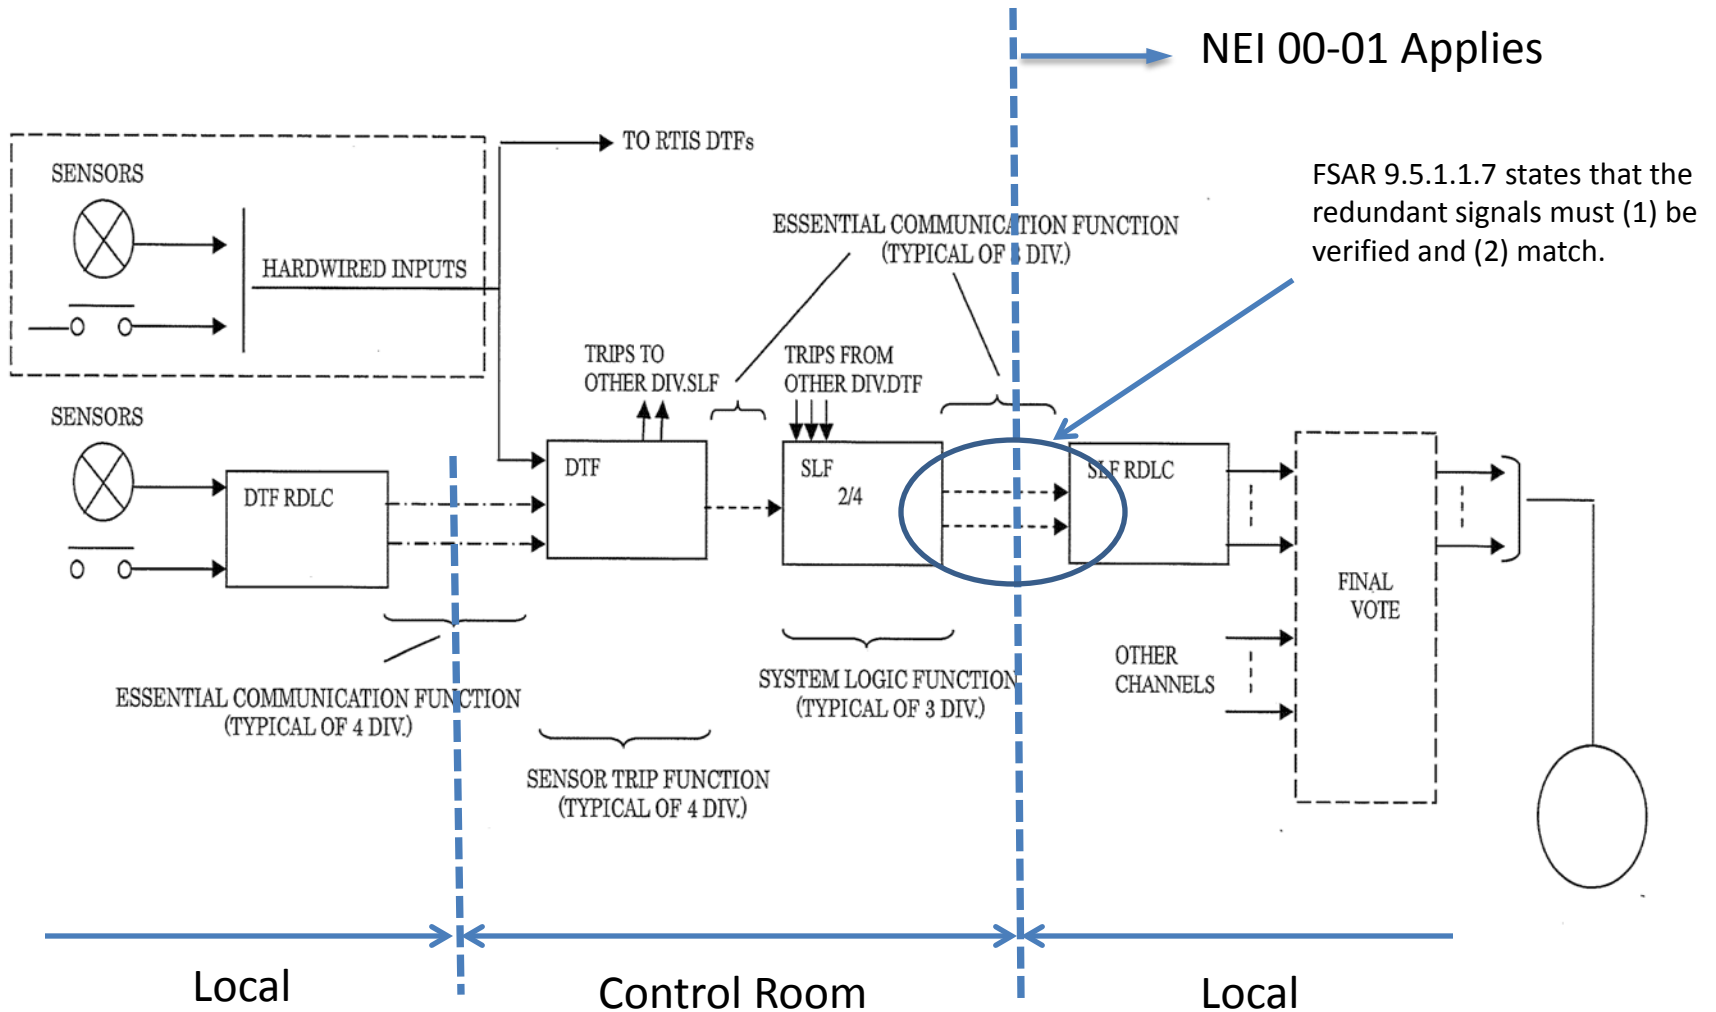 NEI 00-01 Applies
TO RTIS DTFs
SENSORS
FSAR 9.5.1.1.7 states that the
redundant signals must (1) be
verified and (2) match.
ESSENTIAL COMMUNICATION FUNCTION
(TYPICAL OF 3 DIV.)
HARDWIRED INPUTS
TRIPS TO
OTHER DIV.SLF
TRIPS FROM
OTHER DIV.DTF
SENSORS
DTF RDLC
DTF
SLF
2/4
SLF RDLC
FINAL
VOTE
OTHER
CHANNELS
ESSENTIAL COMMUNICATION FUNCTION
(TYPICAL OF 4 DIV.)
SYSTEM LOGIC FUNCTION
(TYPICAL OF 3 DIV.)
SENSOR TRIP FUNCTION
(TYPICAL OF 4 DIV.)
Local
Control Room
Local